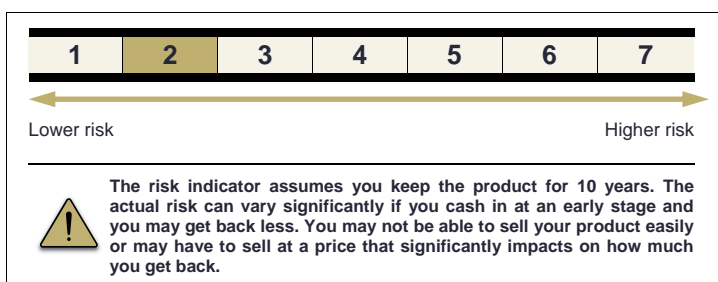 1 2 3 4 5 6 7
Lower risk Higher risk
The risk indicator assumes you keep the product for 10 years. The
actual risk can vary significantly if you cash in at an early stage and
you may get back less. You may not be able to sell your product easily
or may have to sell at a price that significantly impacts on how much
you get back.